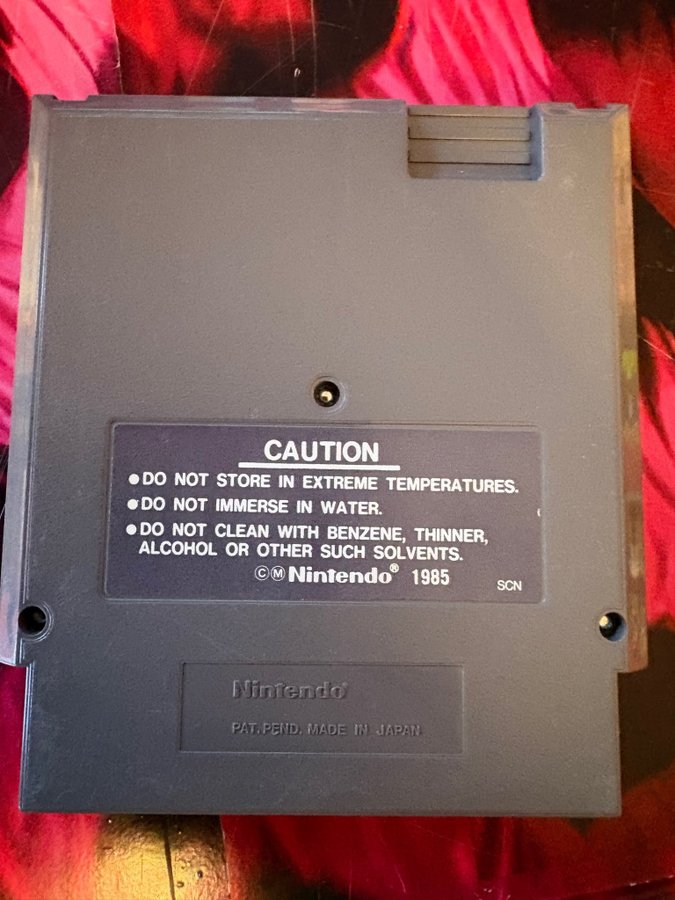 CAUTION
●DO NOT STORE IN EXTREME TEMPERATURES.
●DO NOT IMMERSE IN WATER.
●DO NOT CLEAN WITH BENZENE, THINNER,
ALCOHOL OR OTHER SUCH SOLVENTS.
©Ⓜ Nintendo® 1985 SCN
Nintendo®
PAT. PEND. MADE IN JAPAN